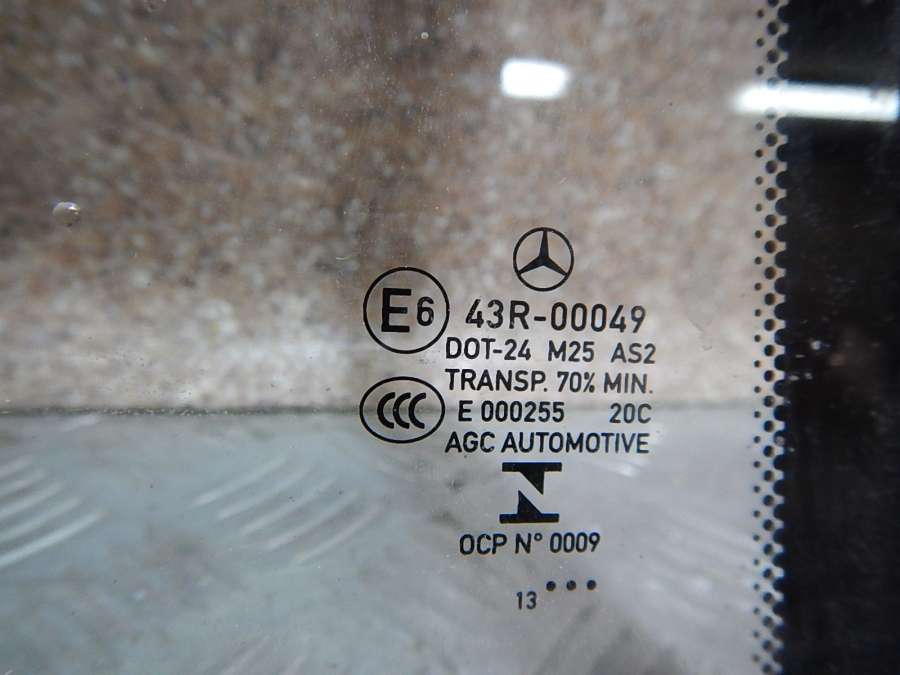 E6 43R-00049
DOT-24 M25 AS2
TRANSP. 70% MIN.
CCC E 000255 20C
AGC AUTOMOTIVE
OCP N° 0009
13 •••